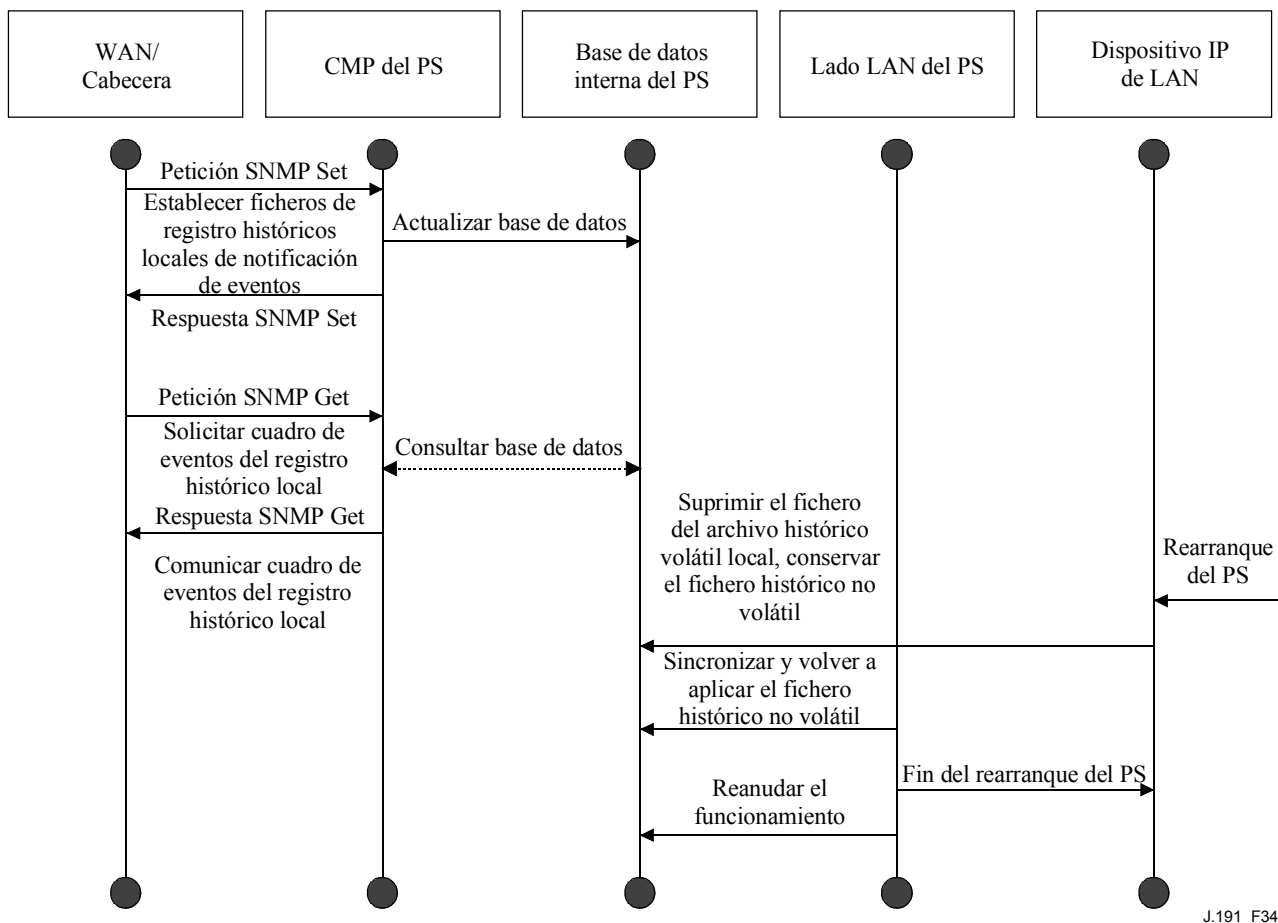 WAN/
Cabecera
CMP del PS
Base de datos
interna del PS
Lado LAN del PS
Dispositivo IP
de LAN
Petición SNMP Set
Establecer ficheros de
registro históricos
locales de notificación
de eventos
Actualizar base de datos
Respuesta SNMP Set
Petición SNMP Get
Solicitar cuadro de
eventos del registro
histórico local
Consultar base de datos
Respuesta SNMP Get
Comunicar cuadro de
eventos del registro
histórico local
Suprimir el fichero
del archivo histórico
volátil local, conservar
el fichero histórico no
volátil
Rearranque
del PS
Sincronizar y volver a
aplicar el fichero
histórico no volátil
Fin del rearranque del PS
Reanudar el
funcionamiento
J.191_F34